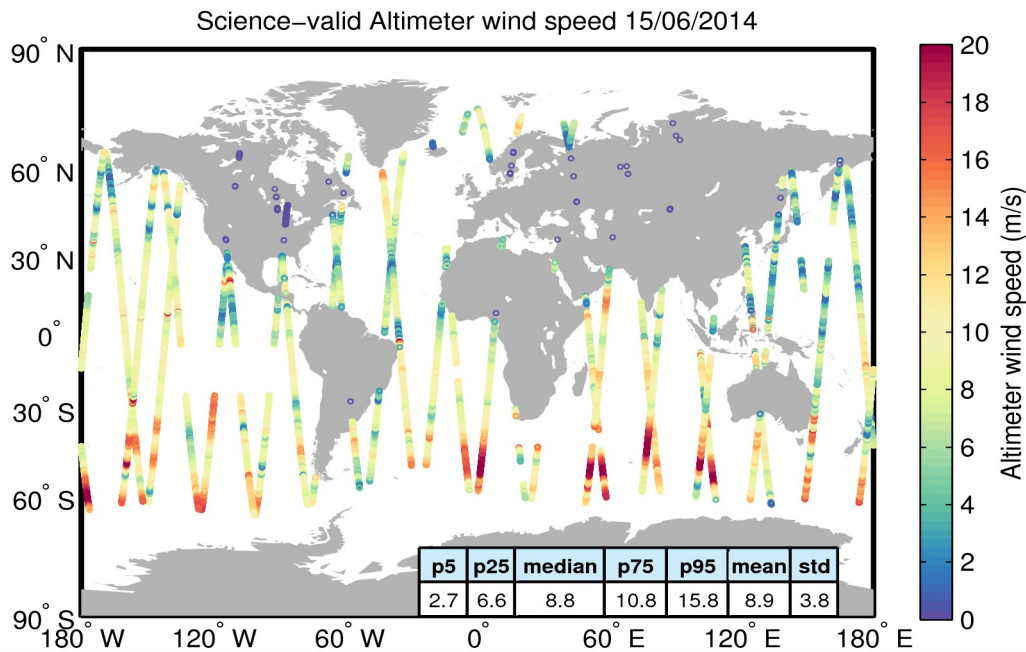 Science−valid Altimeter wind speed 15/06/2014
90° N
60° N
30° N
0°
30° S
60° S
90° S
180° W
120° W
60° W
0°
60° E
120° E
180° E
p5 p25 median p75 p95 mean std
2.7 6.6 8.8 10.8 15.8 8.9 3.8
20
18
16
14
12
10
8
6
4
2
0
Altimeter wind speed (m/s)